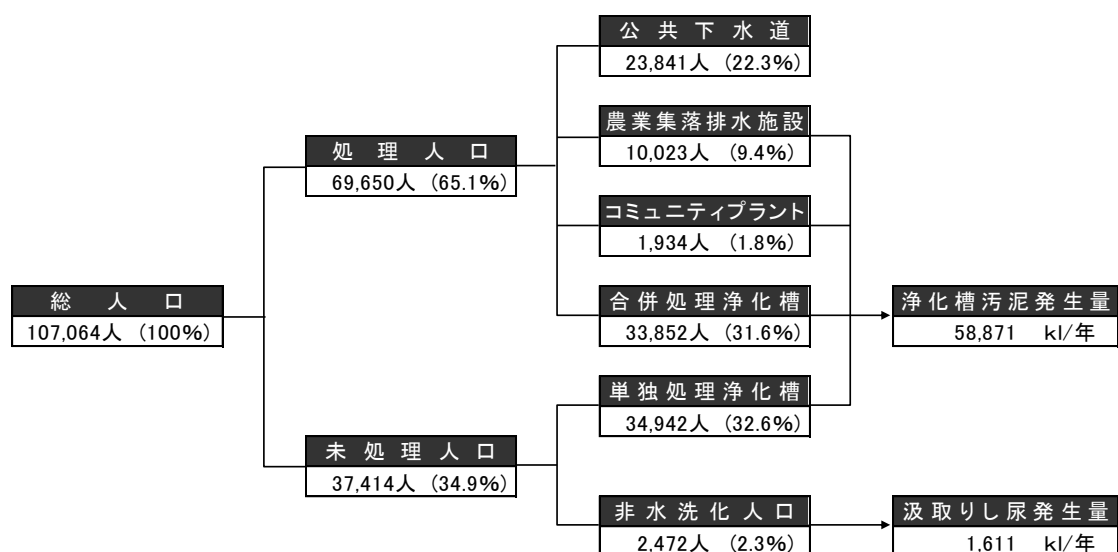 公共下水道
23,841人 (22.3%)
農業集落排水施設
10,023人 (9.4%)
処理人口
69,650人 (65.1%)
コミュニティプラント
1,934人 (1.8%)
総人口
107,064人 (100%)
合併処理浄化槽
33,852人 (31.6%)
浄化槽汚泥発生量
58,871 kl/年
単独処理浄化槽
34,942人 (32.6%)
未処理人口
37,414人 (34.9%)
非水洗化人口
2,472人 (2.3%)
汲取りし尿発生量
1,611 kl/年